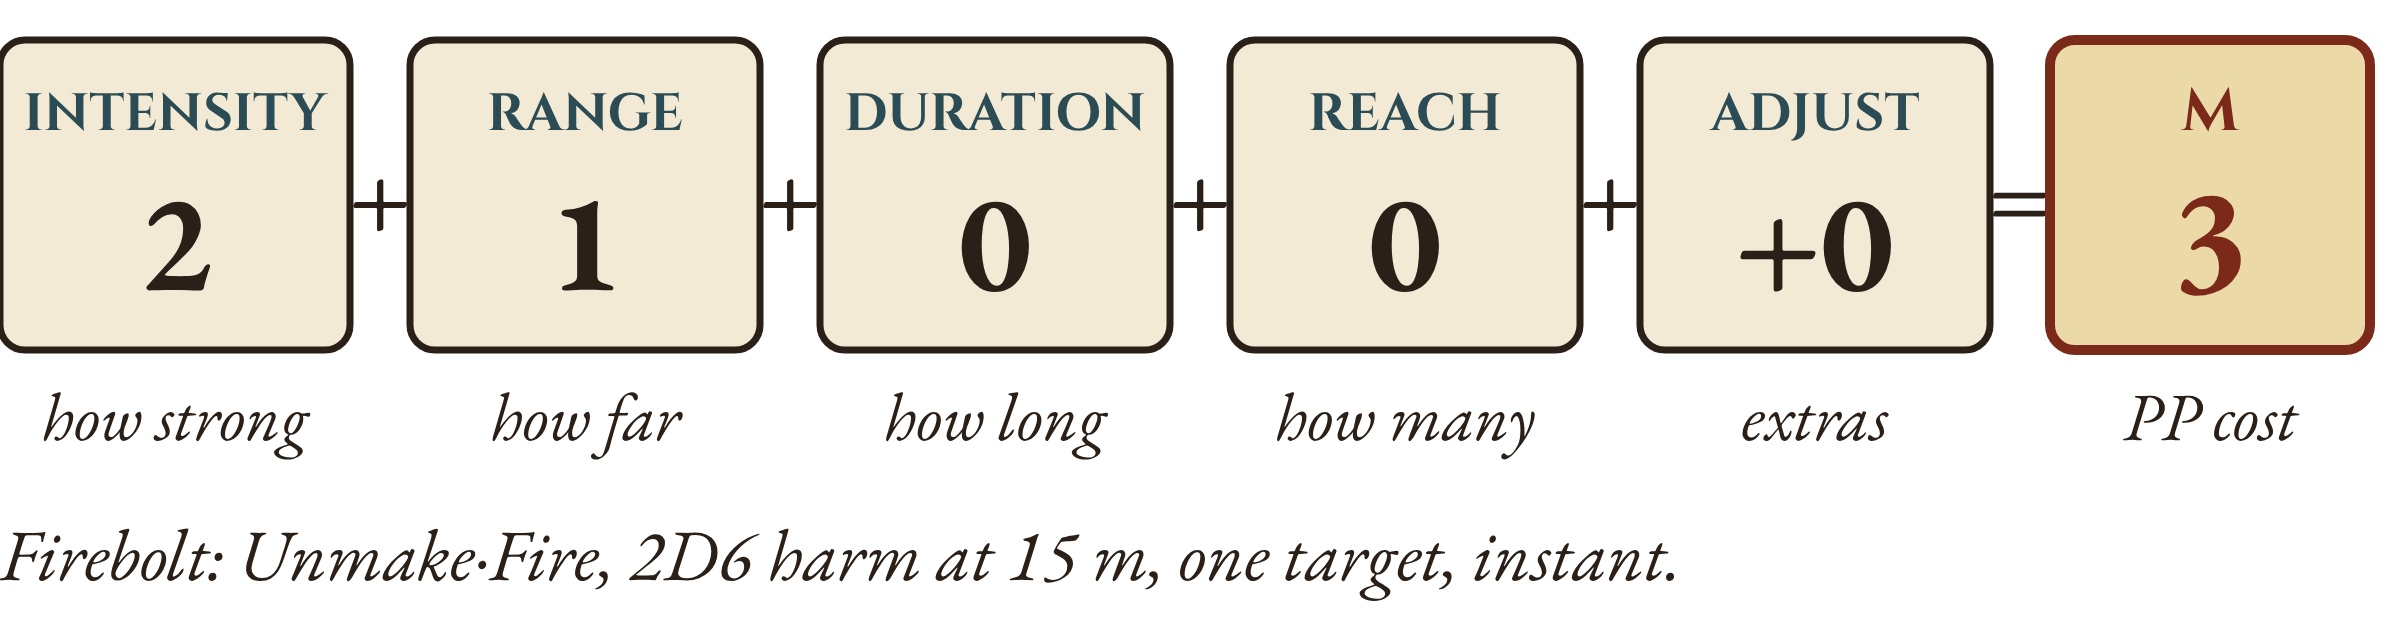 INTENSITY RANGE DURATION REACH ADJUST M
2 + 1 + 0 + 0 + +0 = 3
how strong how far how long how many extras PP cost
Firebolt: Unmake·Fire, 2D6 harm at 15 m, one target, instant.